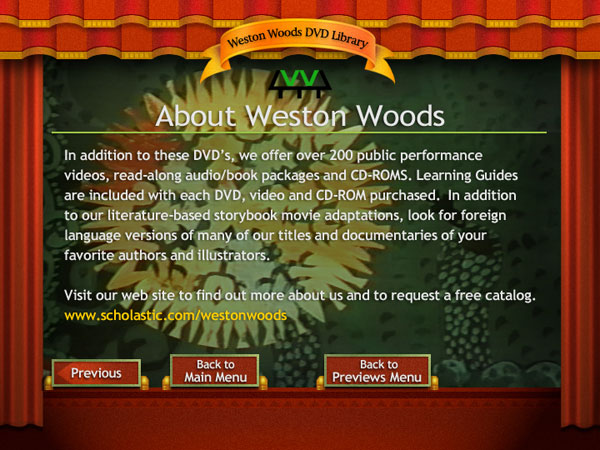 Weston Woods DVD Library
About Weston Woods
In addition to these DVD's, we offer over 200 public performance
videos, read-along audio/book packages and CD-ROMS. Learning Guides
are included with each DVD, video and CD-ROM purchased. In addition
to our literature-based storybook movie adaptations, look for foreign
language versions of many of our titles and documentaries of your
favorite authors and illustrators.
Visit our web site to find out more about us and to request a free catalog.
www.scholastic.com/westonwoods
Previous
Back to
Main Menu
Back to
Previews Menu